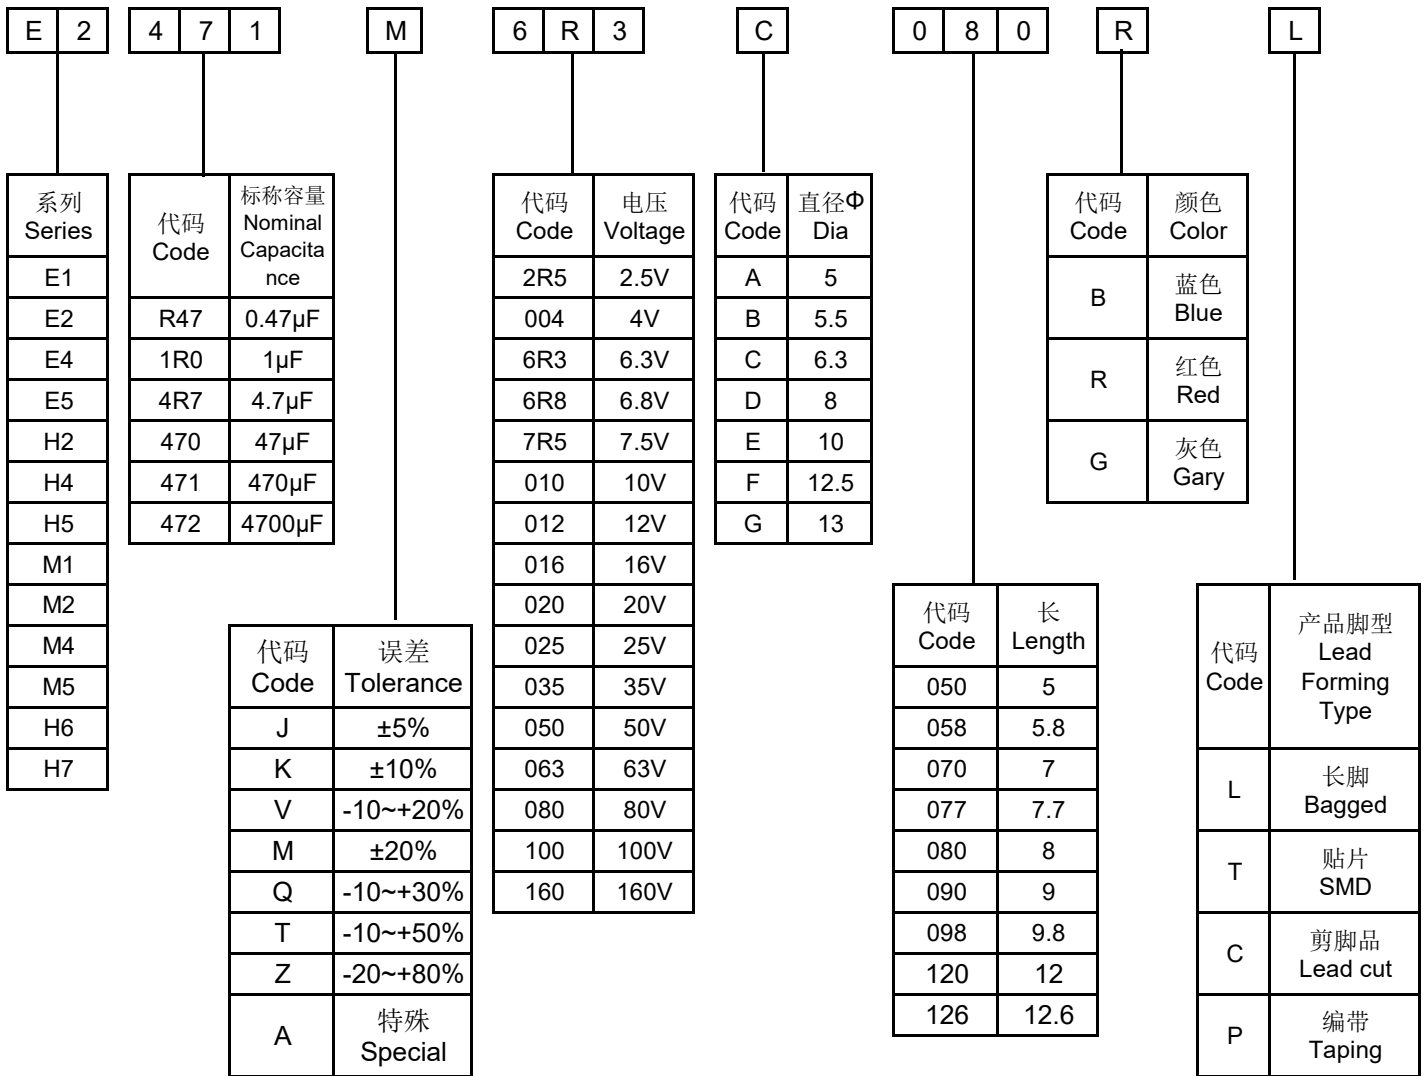 E 2 4 7 1 M 6 R 3 C 0 8 0 R L
系列
Series
E1
E2
E4
E5
H2
H4
H5
M1
M2
M4
M5
H6
H7
代码
Code
标称容量
Nominal
Capacita
nce
R47 0.47µF
1R0 1µF
4R7 4.7µF
470 47µF
471 470µF
472 4700µF
代码
Code
误差
Tolerance
J ±5%
K ±10%
V -10~+20%
M ±20%
Q -10~+30%
T -10~+50%
Z -20~+80%
A 特殊
Special
代码
Code
电压
Voltage
2R5 2.5V
004 4V
6R3 6.3V
6R8 6.8V
7R5 7.5V
010 10V
012 12V
016 16V
020 20V
025 25V
035 35V
050 50V
063 63V
080 80V
100 100V
160 160V
代码
Code
直径Φ
Dia
A 5
B 5.5
C 6.3
D 8
E 10
F 12.5
G 13
代码
Code
长
Length
050 5
058 5.8
070 7
077 7.7
080 8
090 9
098 9.8
120 12
126 12.6
代码
Code
颜色
Color
B 蓝色
Blue
R 红色
Red
G 灰色
Gary
代码
Code
产品脚型
Lead
Forming
Type
L 长脚
Bagged
T 贴片
SMD
C 剪脚品
Lead cut
P 编带
Taping